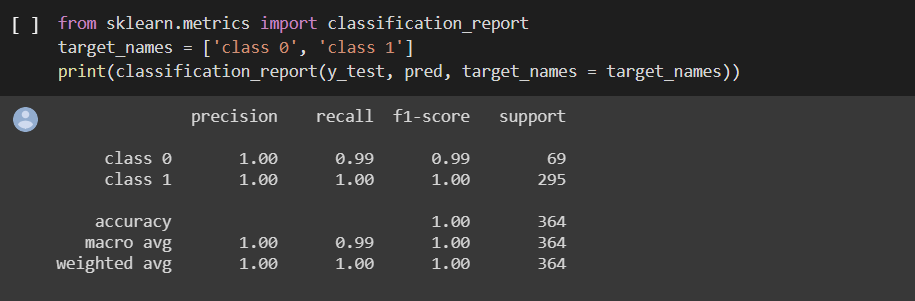 [ ] from sklearn.metrics import classification_report
target_names = ['class 0', 'class 1']
print(classification_report(y_test, pred, target_names = target_names))
precision recall f1-score support
class 0 1.00 0.99 0.99 69
class 1 1.00 1.00 1.00 295
accuracy 1.00 364
macro avg 1.00 0.99 1.00 364
weighted avg 1.00 1.00 1.00 364